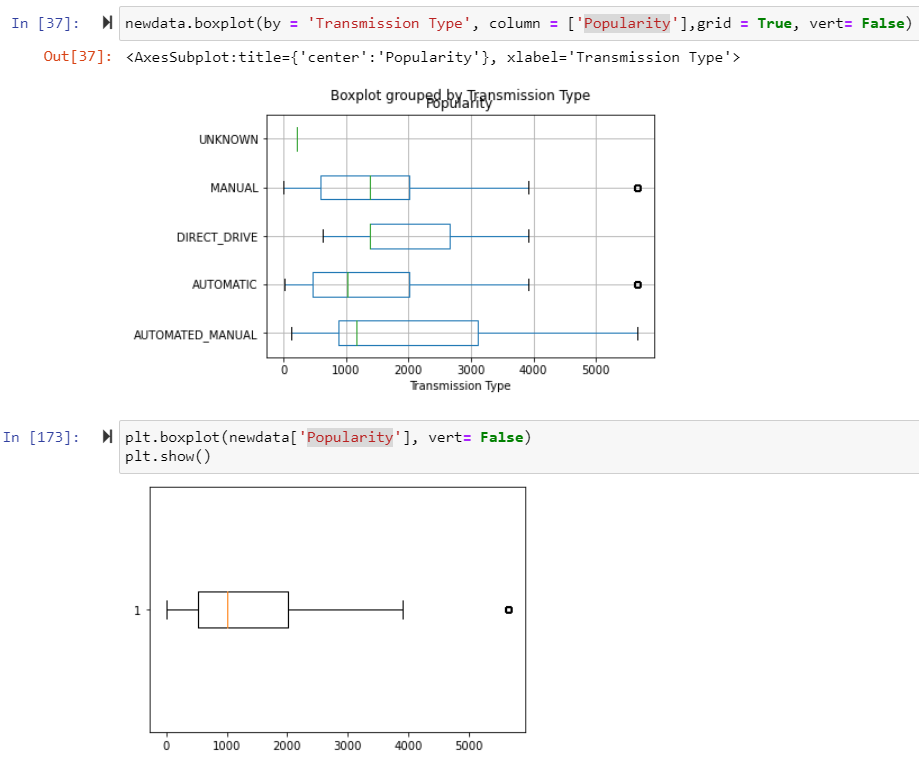 In [37]:
newdata.boxplot(by = 'Transmission Type', column = ['Popularity'],grid = True, vert= False)
Out[37]: <AxesSubplot:title={'center':'Popularity'}, xlabel='Transmission Type'>
Boxplot grouped by Transmission Type
Popularity
UNKNOWN
MANUAL
DIRECT_DRIVE
AUTOMATIC
AUTOMATED_MANUAL
0 1000 2000 3000 4000 5000
Transmission Type
In [173]:
plt.boxplot(newdata['Popularity'], vert= False)
plt.show()
1
0 1000 2000 3000 4000 5000